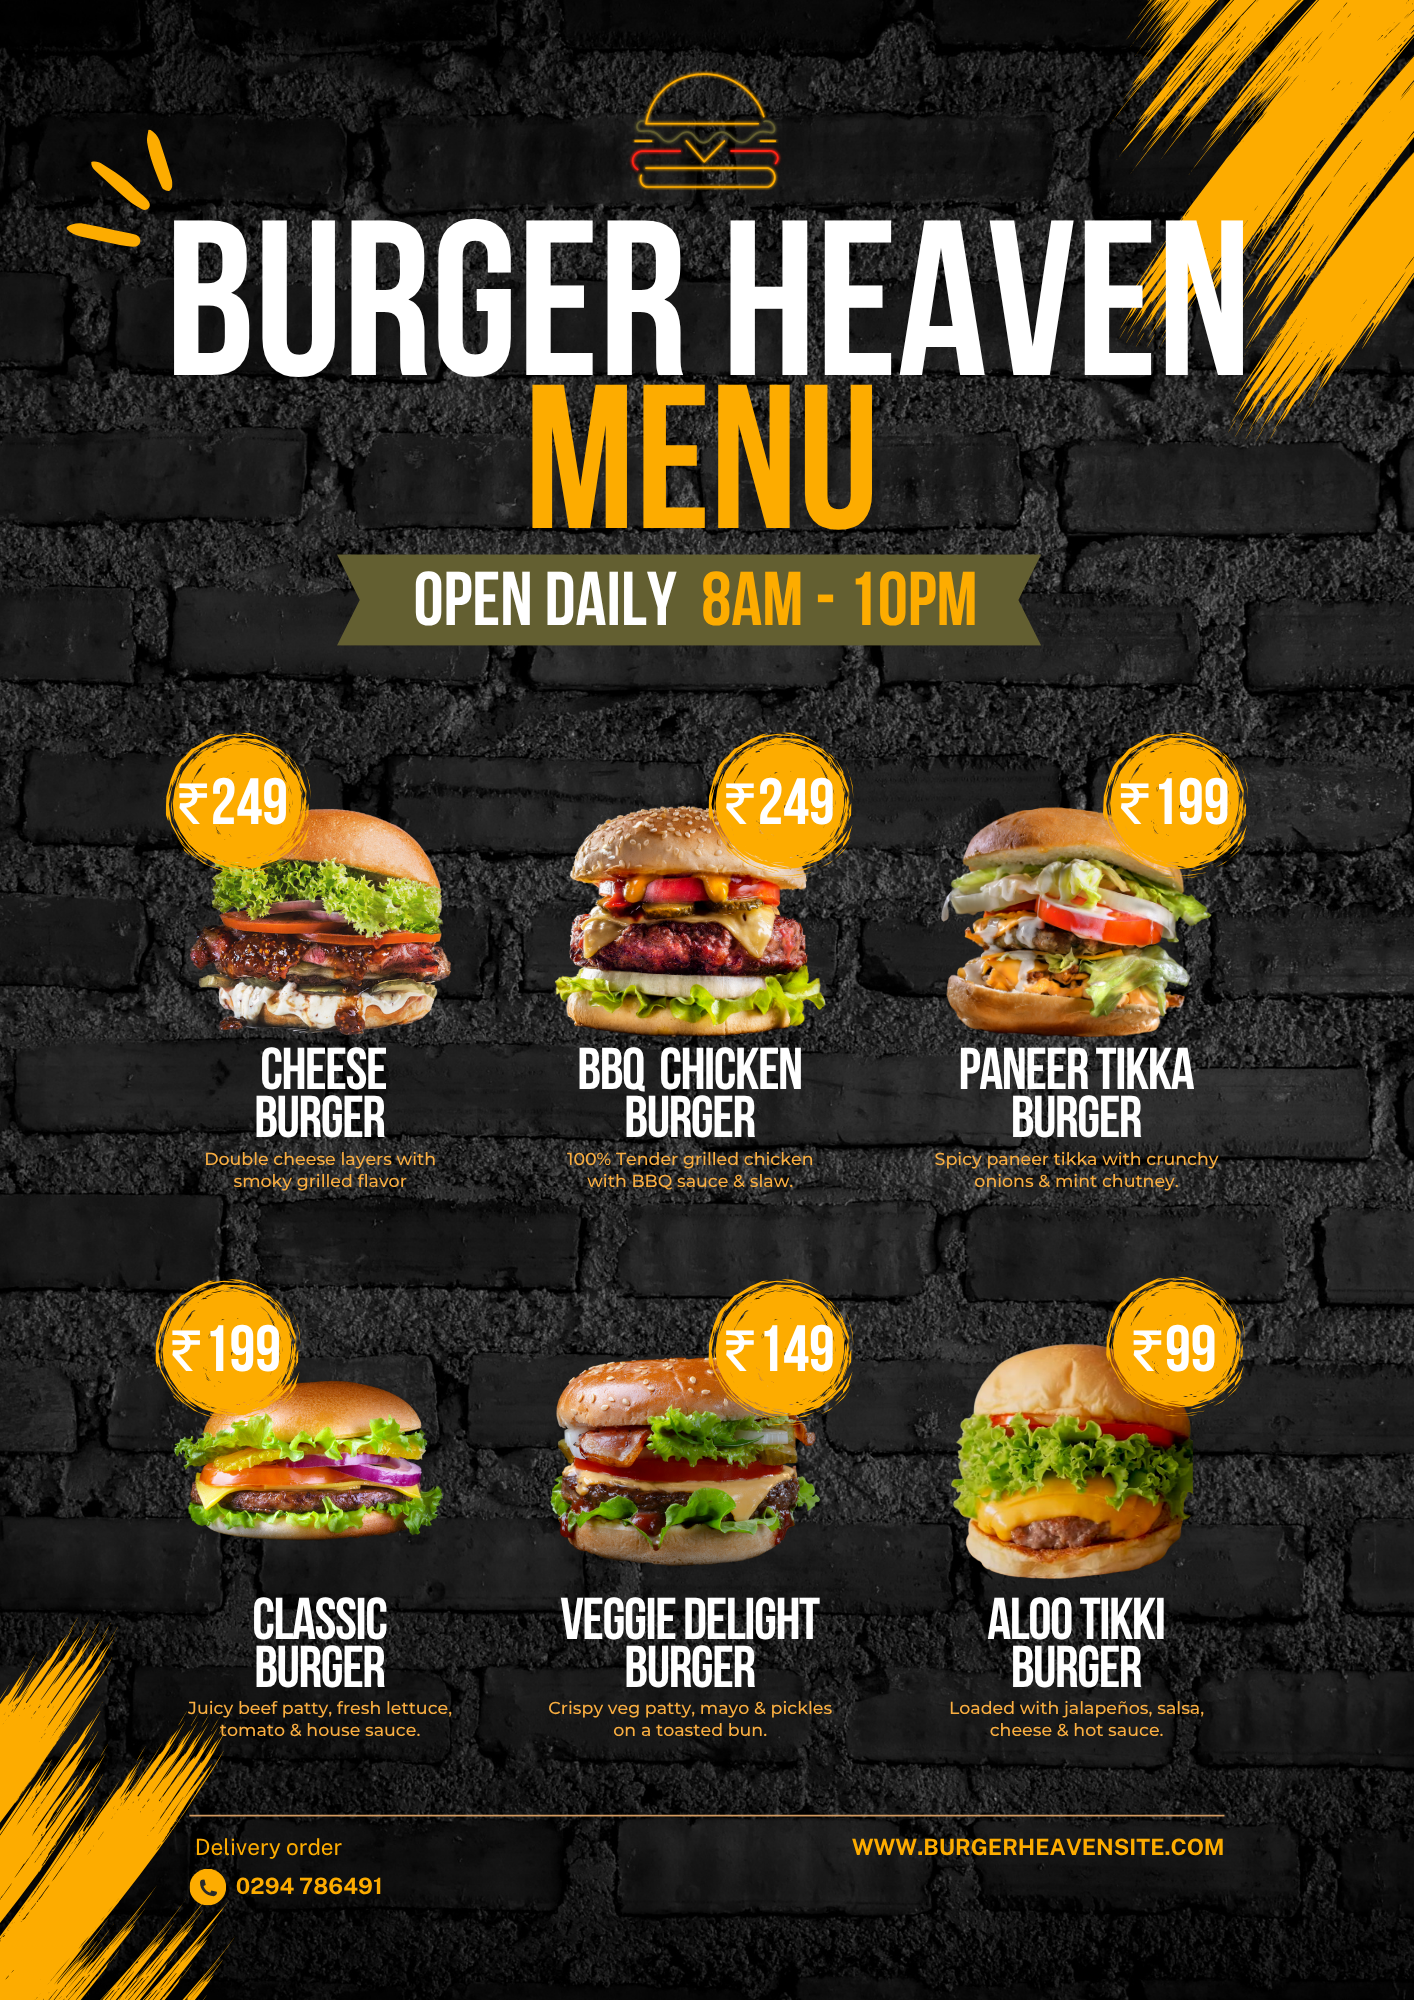 BURGER HEAVEN
MENU
OPEN DAILY 8AM - 10PM
₹249
₹249
₹199
CHEESE
BURGER
Double cheese layers with
smoky grilled flavor
BBQ CHICKEN
BURGER
100% Tender grilled chicken
with BBQ sauce & slaw.
PANEER TIKKA
BURGER
Spicy paneer tikka with crunchy
onions & mint chutney.
₹199
₹149
₹99
CLASSIC
BURGER
Juicy beef patty, fresh lettuce,
tomato & house sauce.
VEGGIE DELIGHT
BURGER
Crispy veg patty, mayo & pickles
on a toasted bun.
ALOO TIKKI
BURGER
Loaded with jalapeños, salsa,
cheese & hot sauce.
Delivery order
0294 786491
WWW.BURGERHEAVENSITE.COM